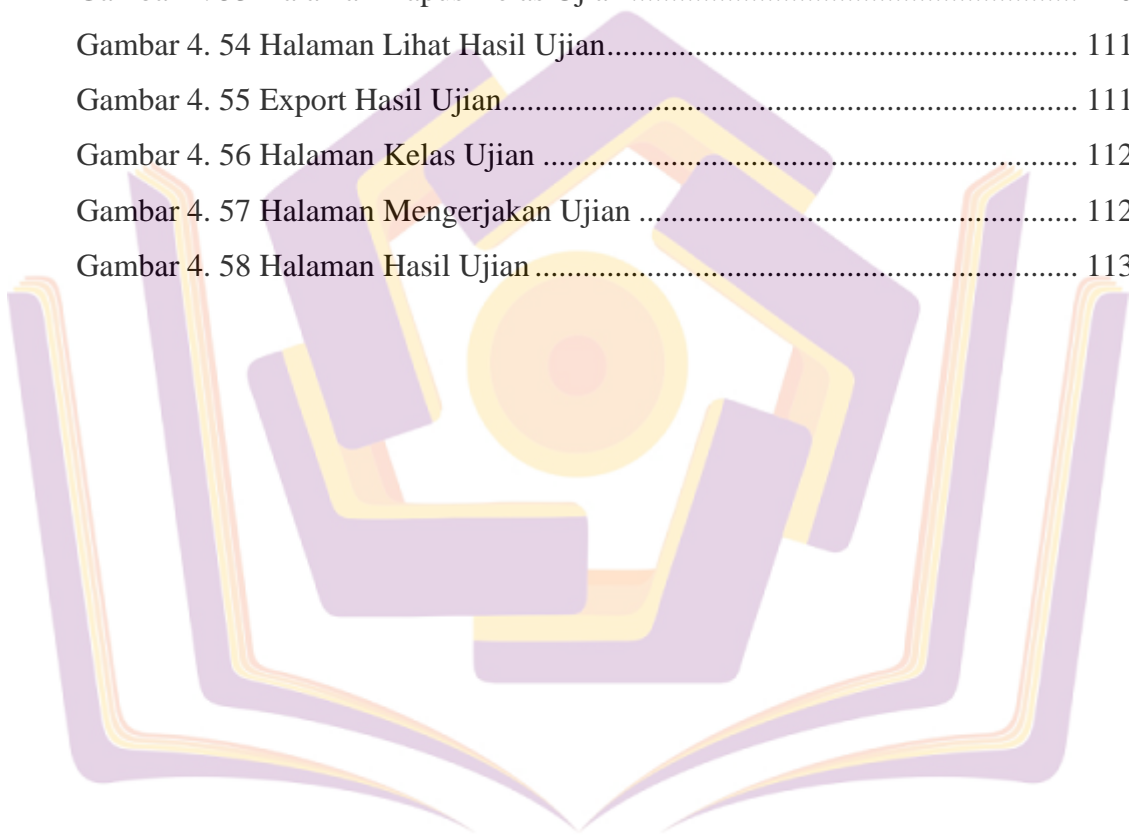 Gambar 4. 54 Halaman Lihat Hasil Ujian.......................................................................... 111
Gambar 4. 55 Export Hasil Ujian.......................................................................... 111
Gambar 4. 56 Halaman Kelas Ujian .......................................................................... 112
Gambar 4. 57 Halaman Mengerjakan Ujian .......................................................................... 112
Gambar 4. 58 Halaman Hasil Ujian .......................................................................... 113